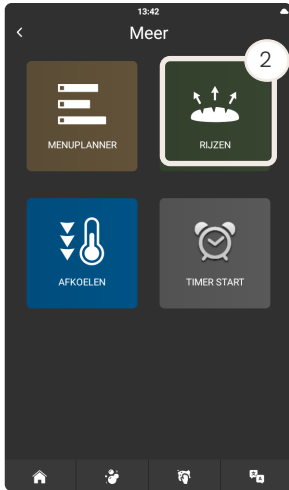 13:42
Meer
2
MENUPLANNER
RIJZEN
AFKOELEN
TIMER START